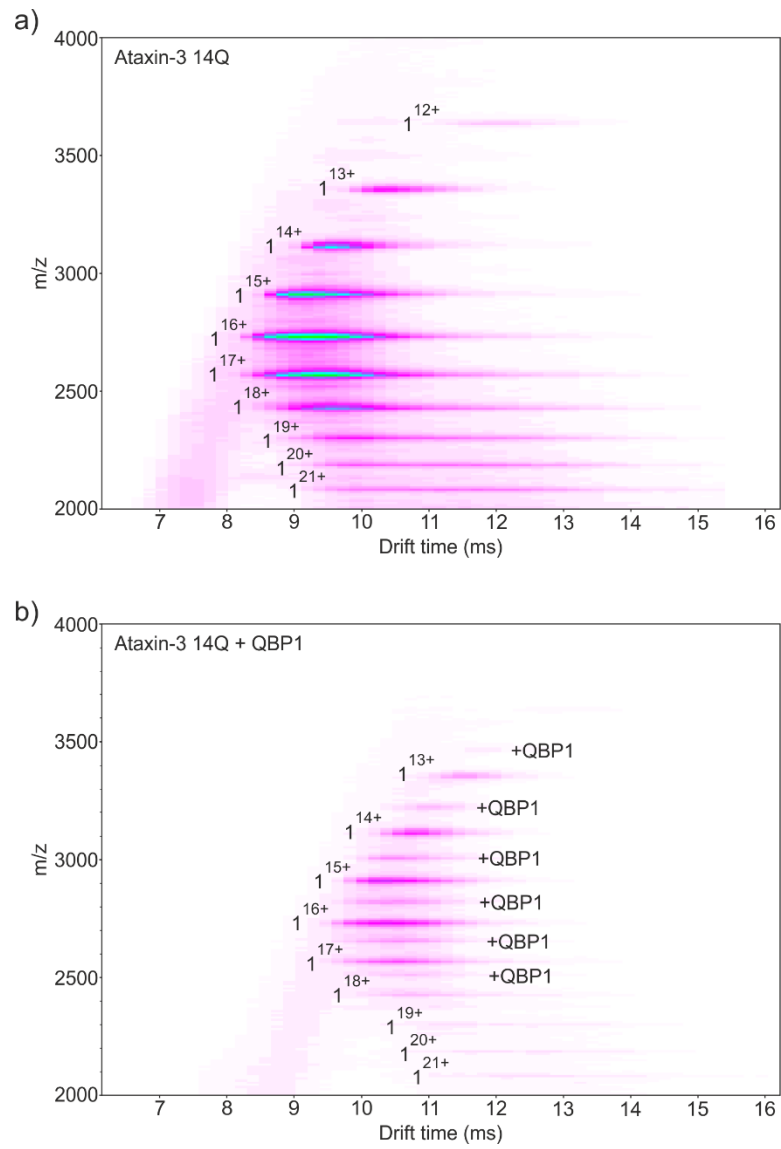 a)
4000
Ataxin-3 14Q
1 12+
3500
1 13+
1 14+
3000
1 15+
m/z
1 16+
1 17+
2500
1 18+
1 19+
1 20+
1 21+
2000
7 8 9 10 11 12 13 14 15 16
Drift time (ms)
b)
4000
Ataxin-3 14Q + QBP1
3500
+QBP1
1 13+
+QBP1
1 14+
3000
+QBP1
1 15+
m/z
+QBP1
1 16+
+QBP1
1 17+
2500
+QBP1
1 18+
1 19+
1 20+
1 21+
2000
7 8 9 10 11 12 13 14 15 16
Drift time (ms)